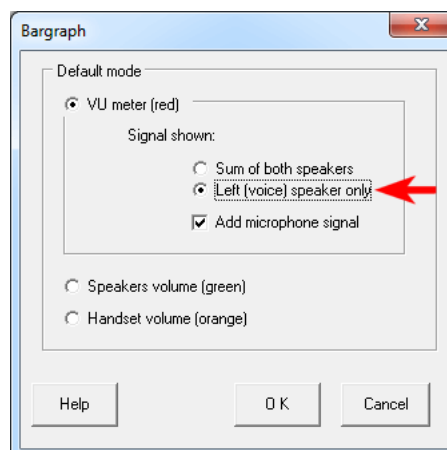 Bargraph
Default mode
VU meter (red)
Signal shown:
Sum of both speakers
Left (voice) speaker only
Add microphone signal
Speakers volume (green)
Handset volume (orange)
Help
O K
Cancel